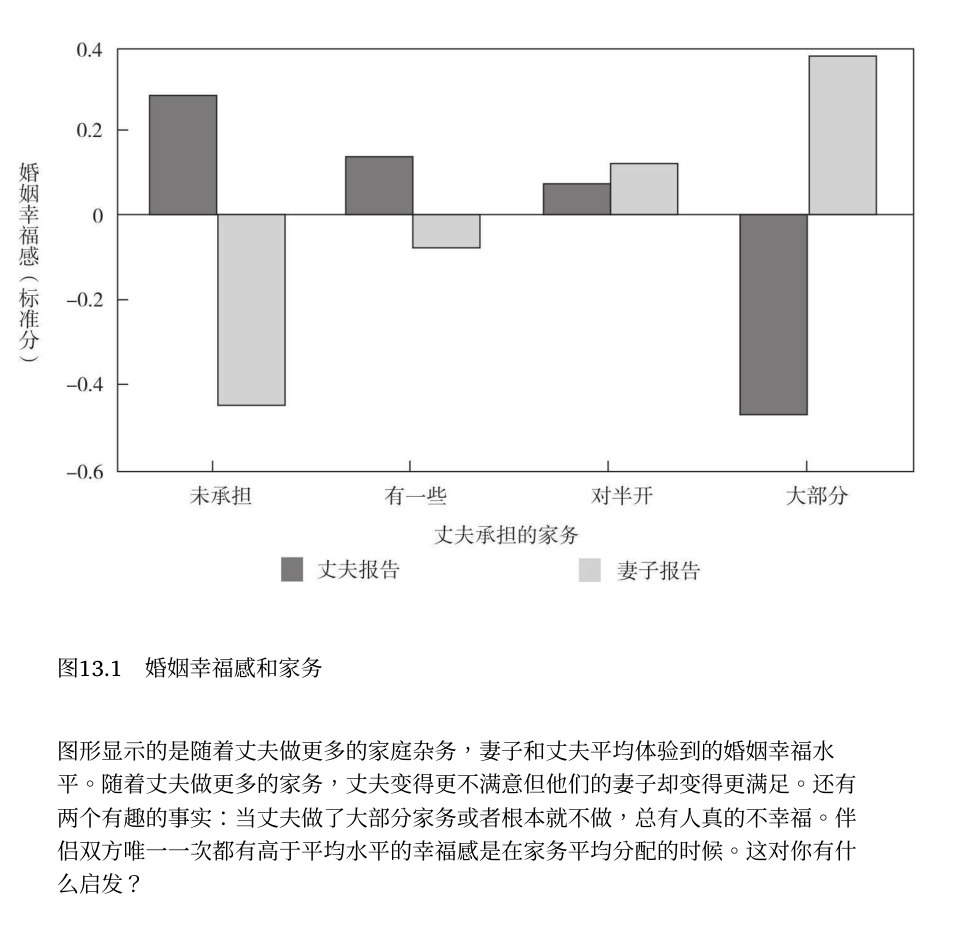 0.4
0.2
0
–0.2
–0.4
–0.6
婚姻幸福感（标准分）
未承担 有一些 对半开 大部分
丈夫承担的家务
丈夫报告 妻子报告
图13.1 婚姻幸福感和家务
图形显示的是随着丈夫做更多的家庭杂务，妻子和丈夫平均体验到的婚姻幸福水
平。随着丈夫做更多的家务，丈夫变得更不满意但他们的妻子却变得更满足。还有
两个有趣的事实：当丈夫做了大部分家务或者根本就不做，总有人真的不幸福。伴
侣双方唯一一次都有高于平均水平的幸福感是在家务平均分配的时候。这对你有什
么启发？